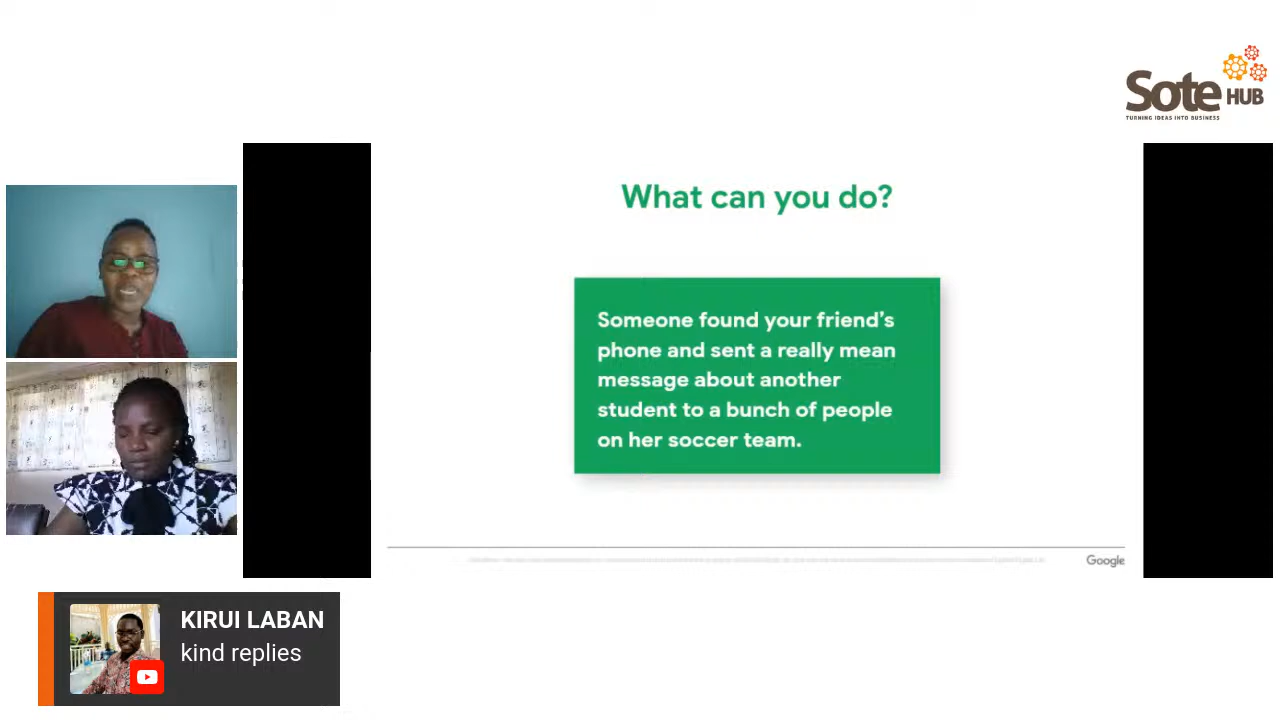 Sote HUB
TURNING IDEAS INTO BUSINESS
What can you do?
Someone found your friend's
phone and sent a really mean
message about another
student to a bunch of people
on her soccer team.
Google
KIRUI LABAN
kind replies